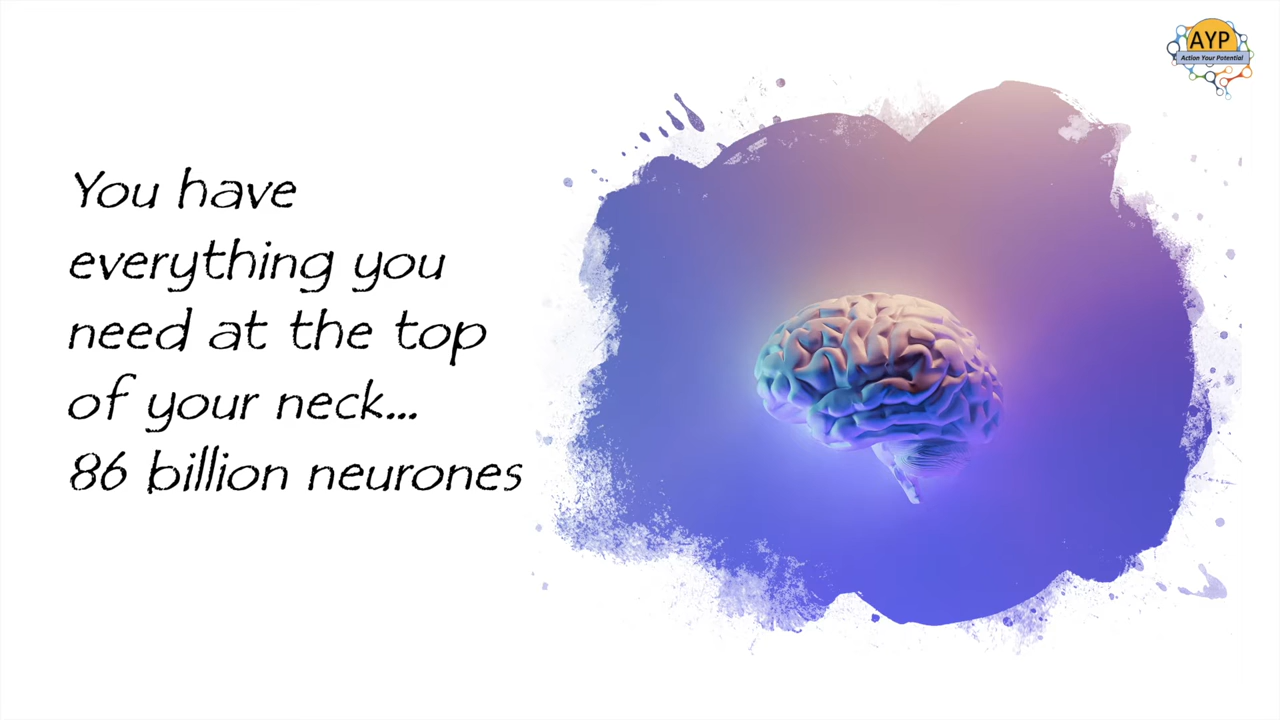 You have
everything you
need at the top
of your neck...
86 billion neurones
AYP
Action Your Potential